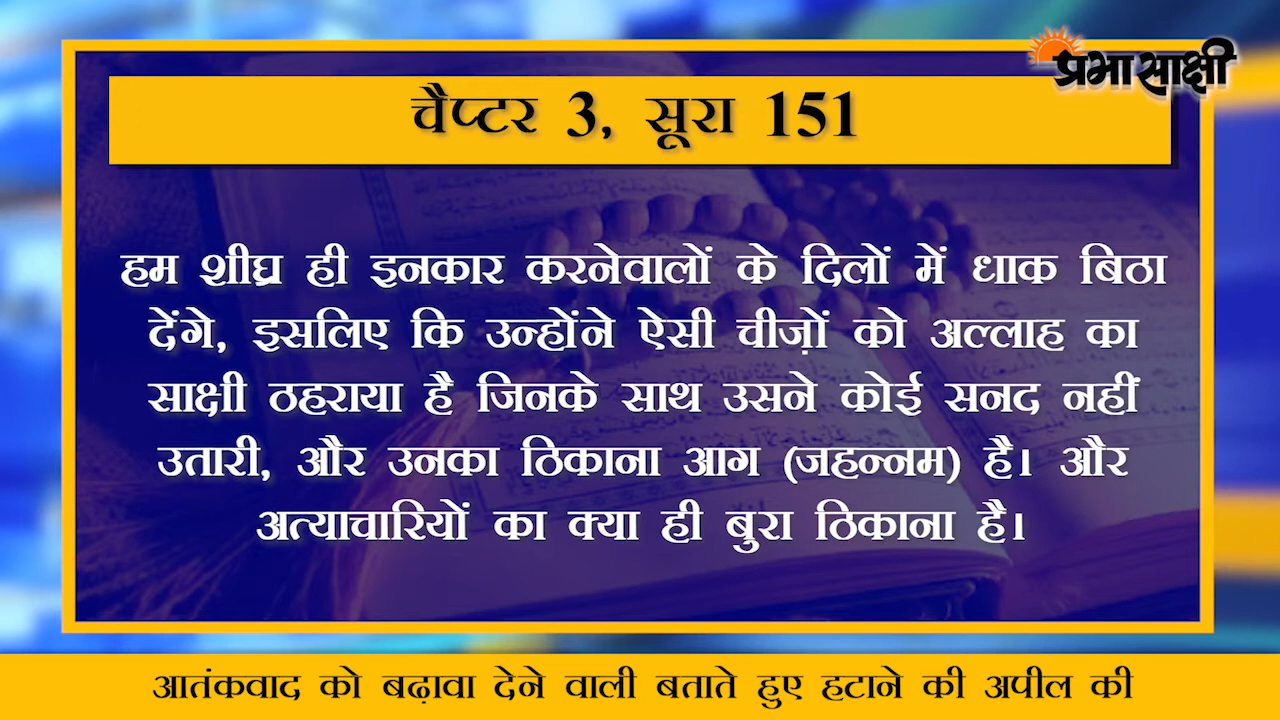 प्रभासाक्षी
चैप्टर 3, सूरा 151
हम शीघ्र ही इनकार करनेवालों के दिलों में धाक बिठा
देंगे, इसलिए कि उन्होंने ऐसी चीज़ों को अल्लाह का
साक्षी ठहराया है जिनके साथ उसने कोई सनद नहीं
उतारी, और उनका ठिकाना आग (जहन्नम) है। और
अत्याचारियों का क्या ही बुरा ठिकाना है।
आतंकवाद को बढ़ावा देने वाली बताते हुए हटाने की अपील की